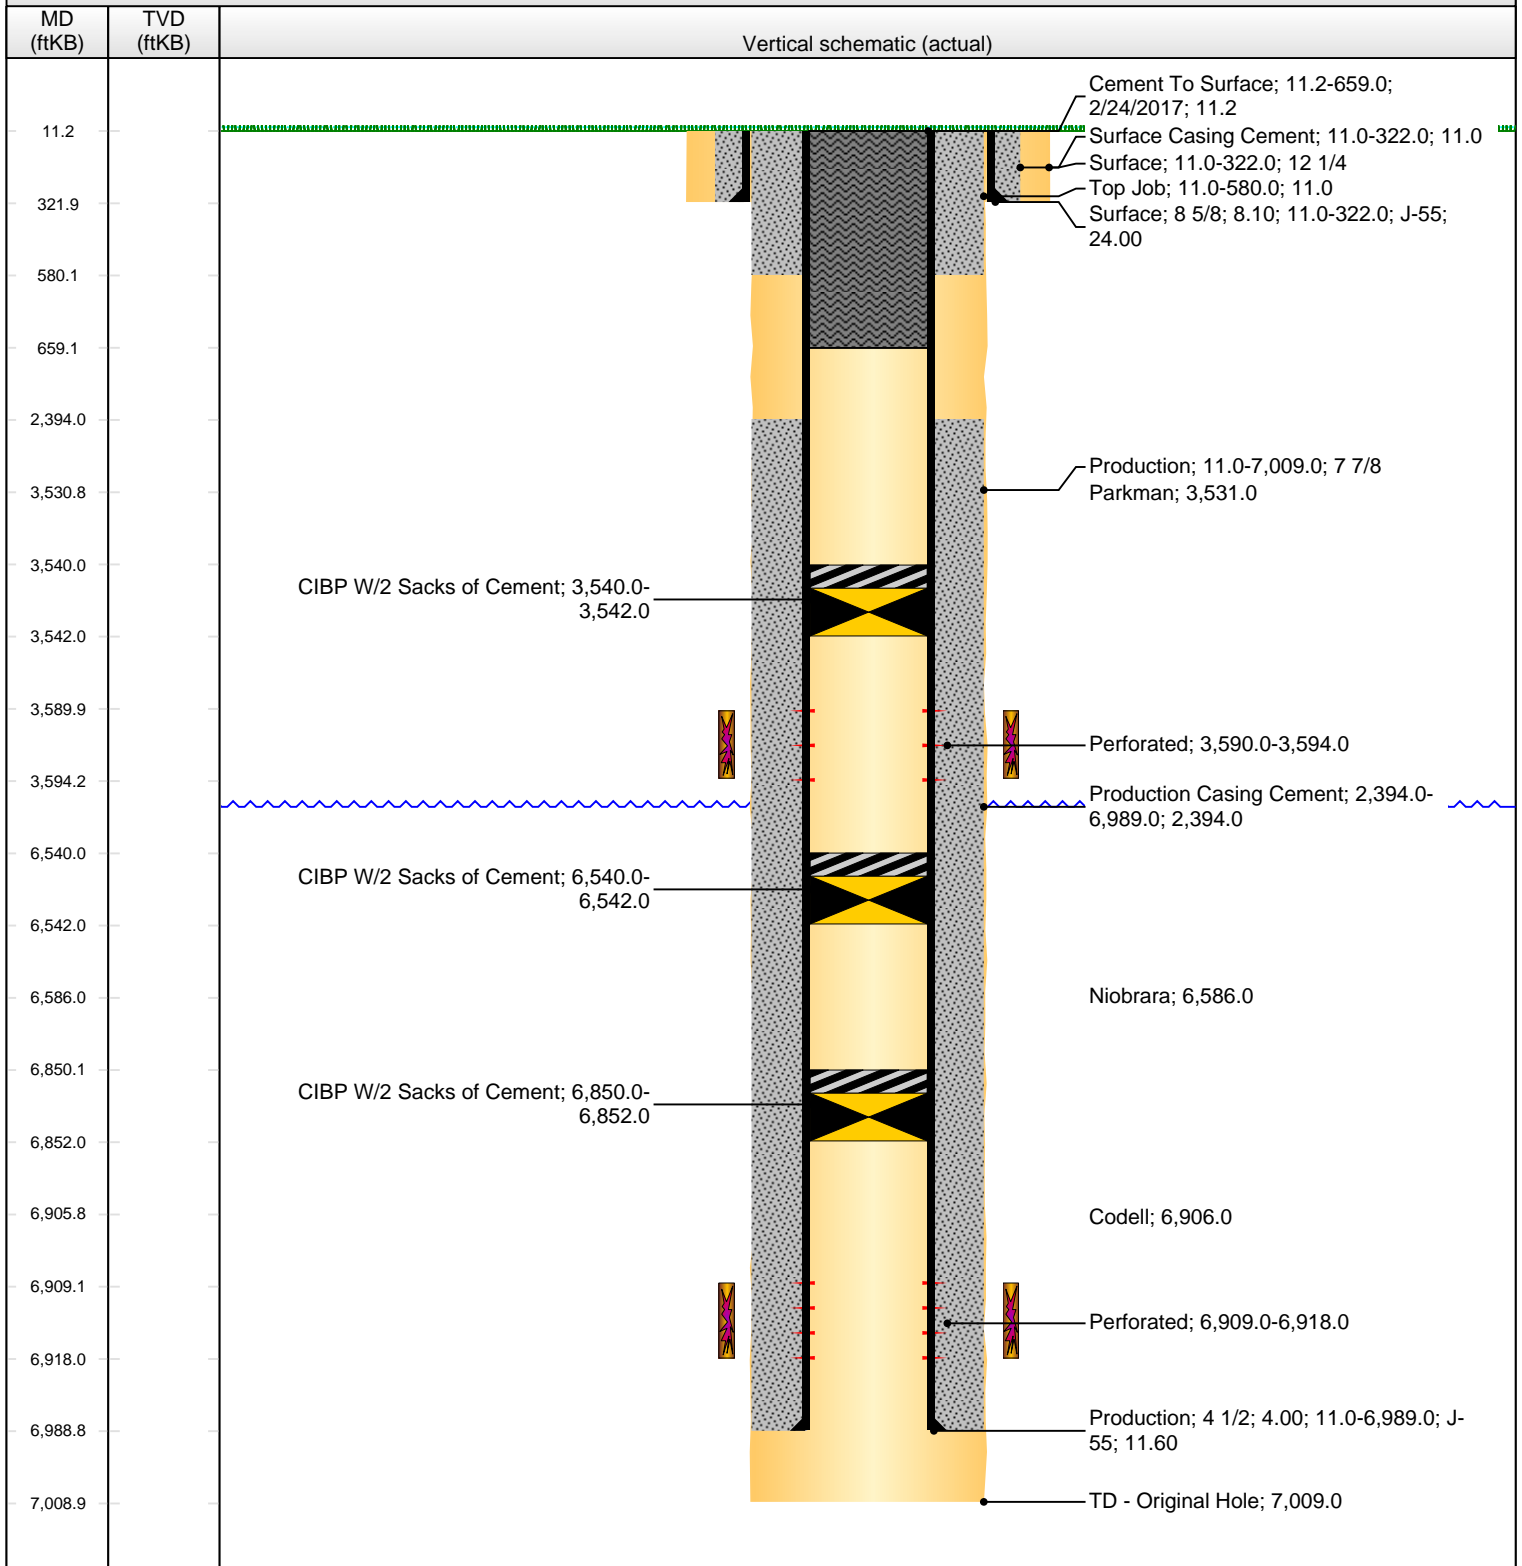 MD
(ftKB)
TVD
(ftKB)
Vertical schematic (actual)
Cement To Surface; 11.2-659.0;
2/24/2017; 11.2
11.2
Surface Casing Cement; 11.0-322.0; 11.0
Surface; 11.0-322.0; 12 1/4
Top Job; 11.0-580.0; 11.0
321.9
Surface; 8 5/8; 8.10; 11.0-322.0; J-55;
24.00
580.1
659.1
2,394.0
Production; 11.0-7,009.0; 7 7/8
3,530.8
Parkman; 3,531.0
3,540.0
CIBP W/2 Sacks of Cement; 3,540.0-
3,542.0
3,542.0
3,589.9
Perforated; 3,590.0-3,594.0
3,594.2
Production Casing Cement; 2,394.0-
6,989.0; 2,394.0
6,540.0
CIBP W/2 Sacks of Cement; 6,540.0-
6,542.0
6,542.0
6,586.0
Niobrara; 6,586.0
6,850.1
CIBP W/2 Sacks of Cement; 6,850.0-
6,852.0
6,852.0
6,905.8
Codell; 6,906.0
6,909.1
Perforated; 6,909.0-6,918.0
6,918.0
Production; 4 1/2; 4.00; 11.0-6,989.0; J-
55; 11.60
6,988.8
7,008.9
TD - Original Hole; 7,009.0